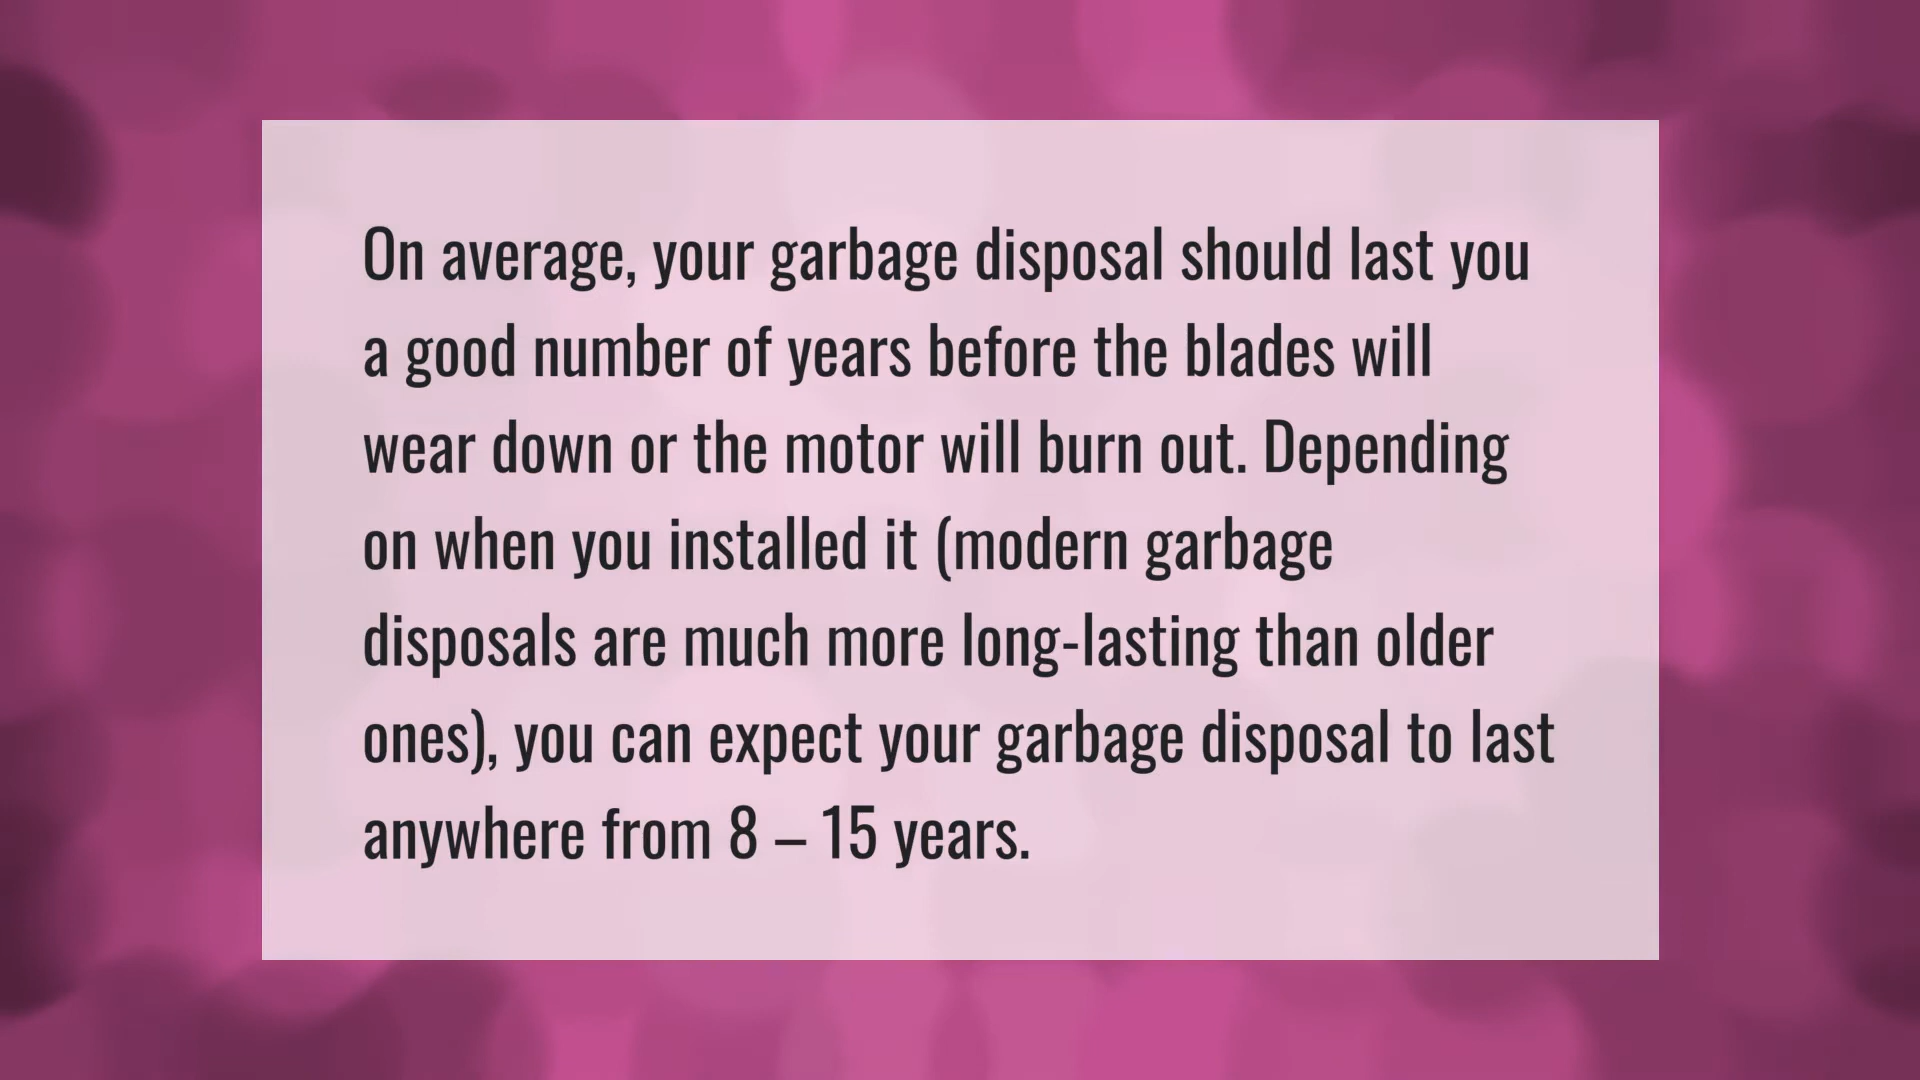 On average, your garbage disposal should last you
a good number of years before the blades will
wear down or the motor will burn out. Depending
on when you installed it (modern garbage
disposals are much more long-lasting than older
ones), you can expect your garbage disposal to last
anywhere from 8 – 15 years.